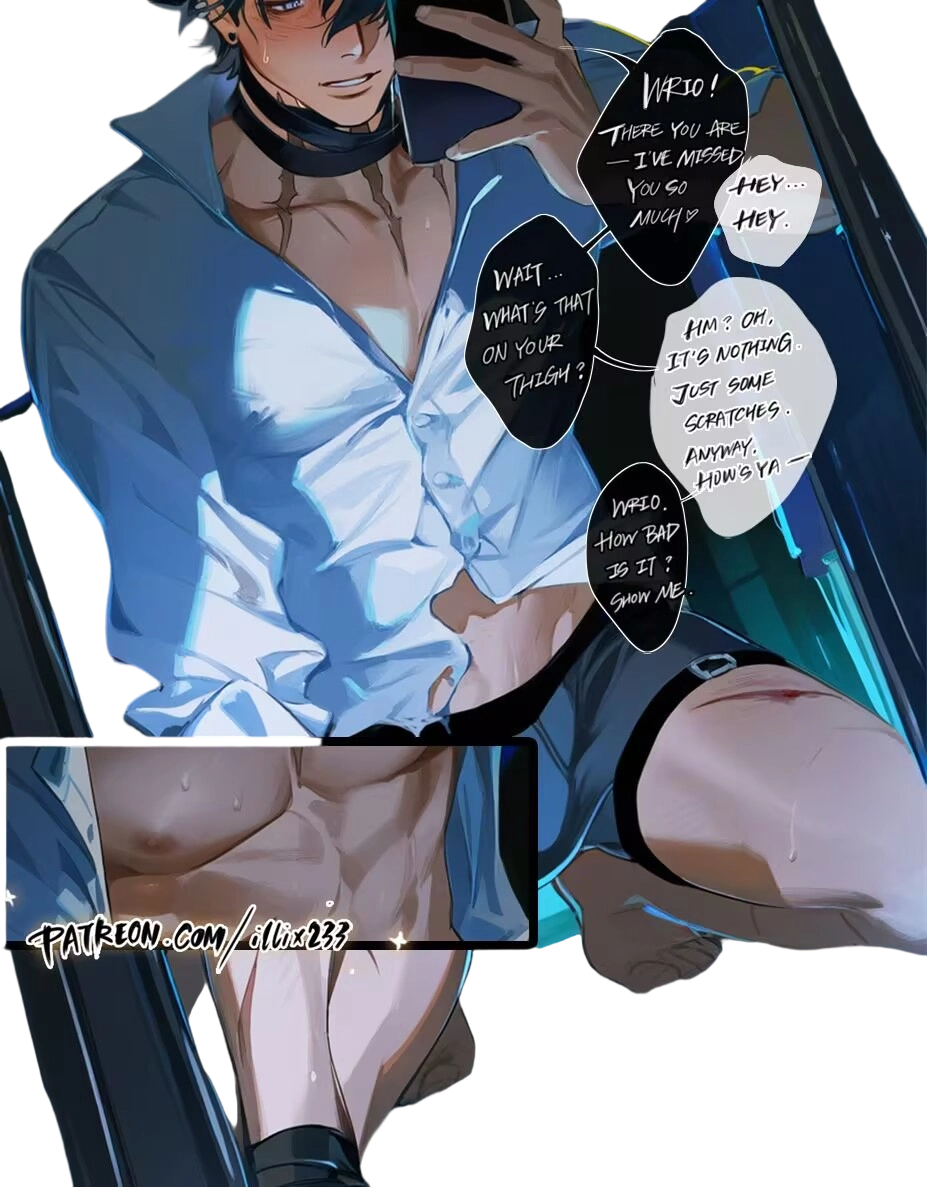 WRIO!
THERE YOU ARE
— I'VE MISSED
YOU SO
MUCH ♡
HEY...
HEY.
WAIT...
WHAT'S THAT
ON YOUR
THIGH?
HM? OH,
IT'S NOTHING.
JUST SOME
SCRATCHES.
ANYWAY.
HOW'S YA —
WRIO.
HOW BAD
IS IT?
SHOW ME.
PATREON.COM/illix233